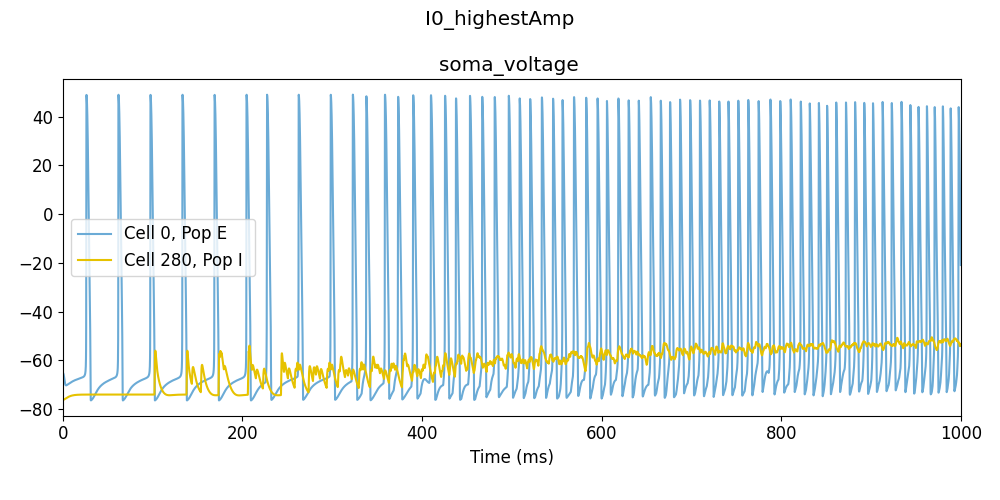 I0_highestAmp
soma_voltage
40
20
0
−20
−40
−60
−80
Cell 0, Pop E
Cell 280, Pop I
0 200 400 600 800 1000
Time (ms)